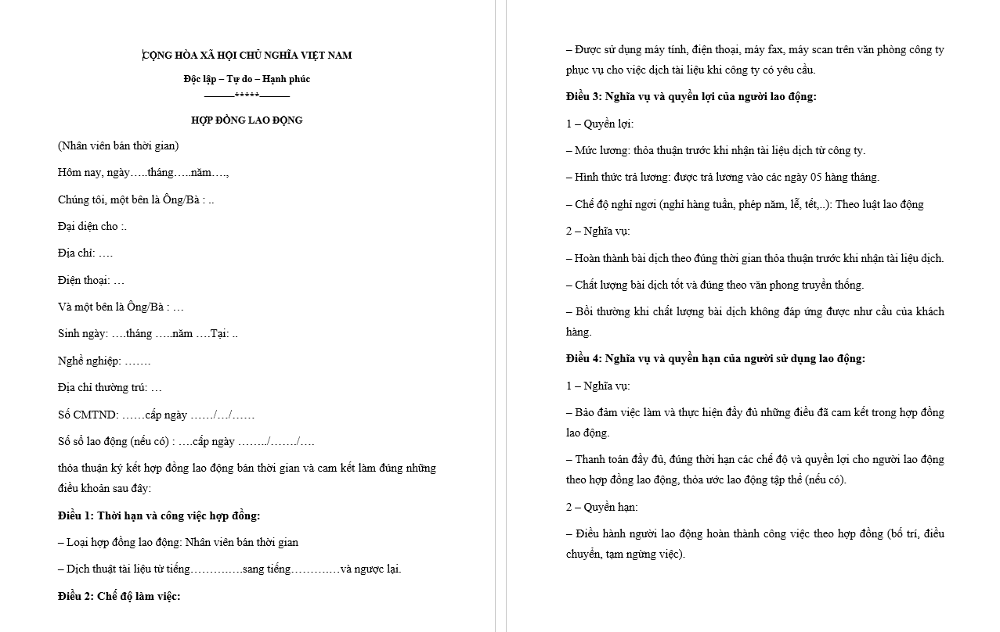 CỘNG HÒA XÃ HỘI CHỦ NGHĨA VIỆT NAM
Độc lập – Tự do – Hạnh phúc
———*****———
HỢP ĐỒNG LAO ĐỘNG
(Nhân viên bán thời gian)
Hôm nay, ngày…..tháng…..năm….,
Chúng tôi, một bên là Ông/Bà : ..
Đại diện cho :.
Địa chỉ: ….
Điện thoại: …
Và một bên là Ông/Bà : …
Sinh ngày: ….tháng …..năm ….Tại: ..
Nghề nghiệp: …….
Địa chỉ thường trú: …
Số CMTND: ……cấp ngày ……/…/……
Số sổ lao động (nếu có) : ….cấp ngày ……../……./….
thỏa thuận ký kết hợp đồng lao động bán thời gian và cam kết làm đúng những
điều khoản sau đây:
Điều 1: Thời hạn và công việc hợp đồng:
– Loại hợp đồng lao động: Nhân viên bán thời gian
– Dịch thuật tài liệu từ tiếng……….….sang tiếng……….…và ngược lại.
Điều 2: Chế độ làm việc:
– Được sử dụng máy tính, điện thoại, máy fax, máy scan trên văn phòng công ty
phục vụ cho việc dịch tài liệu khi công ty có yêu cầu.
Điều 3: Nghĩa vụ và quyền lợi của người lao động:
1 – Quyền lợi:
– Mức lương: thỏa thuận trước khi nhận tài liệu dịch từ công ty.
– Hình thức trả lương: được trả lương vào các ngày 05 hàng tháng.
– Chế độ nghỉ ngơi (nghỉ hàng tuần, phép năm, lễ, tết,..): Theo luật lao động
2 – Nghĩa vụ:
– Hoàn thành bài dịch theo đúng thời gian thỏa thuận trước khi nhận tài liệu dịch.
– Chất lượng bài dịch tốt và đúng theo văn phong truyền thống.
– Bồi thường khi chất lượng bài dịch không đáp ứng được như cầu của khách
hàng.
Điều 4: Nghĩa vụ và quyền hạn của người sử dụng lao động:
1 – Nghĩa vụ:
– Bảo đảm việc làm và thực hiện đầy đủ những điều đã cam kết trong hợp đồng
lao động.
– Thanh toán đầy đủ, đúng thời hạn các chế độ và quyền lợi cho người lao động
theo hợp đồng lao động, thỏa ước lao động tập thể (nếu có).
2 – Quyền hạn:
– Điều hành người lao động hoàn thành công việc theo hợp đồng (bố trí, điều
chuyển, tạm ngừng việc).